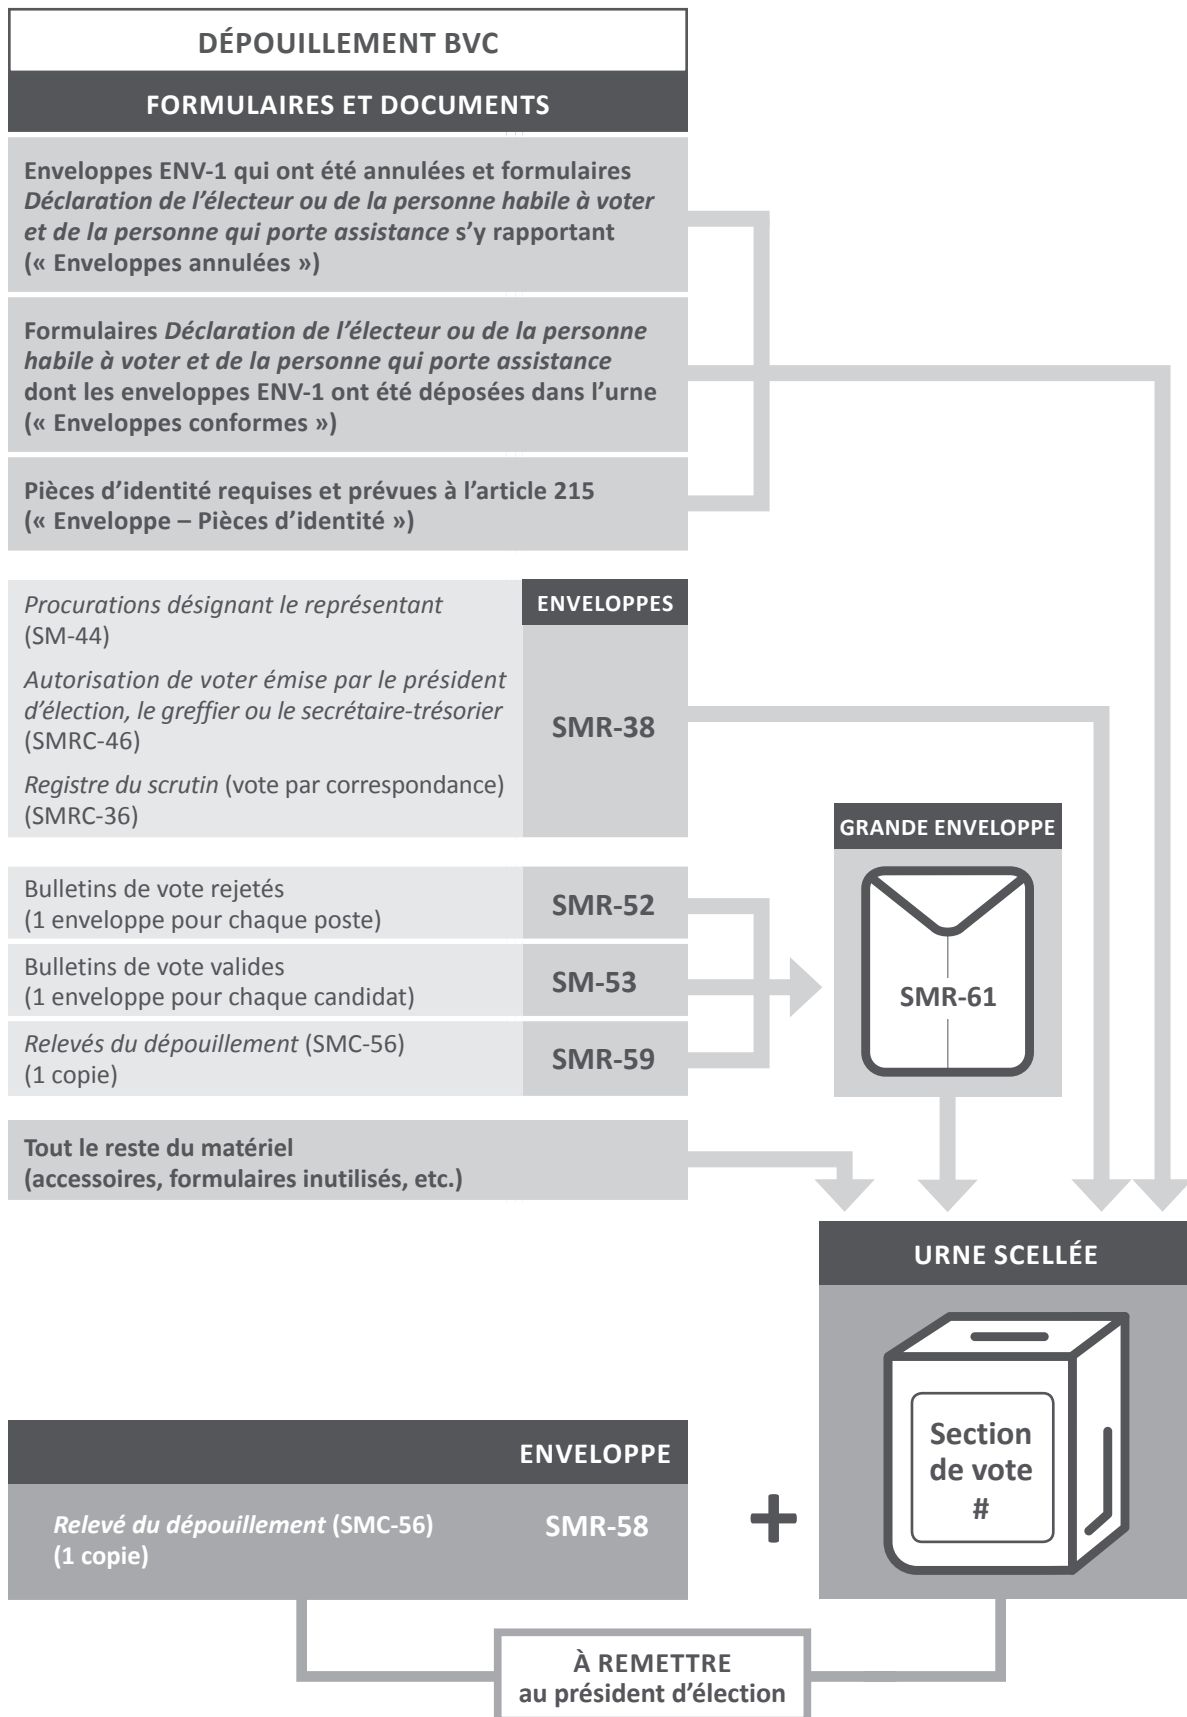 DÉPOUILLEMENT BVC
FORMULAIRES ET DOCUMENTS
Enveloppes ENV-1 qui ont été annulées et formulaires
Déclaration de l’électeur ou de la personne habile à voter
et de la personne qui porte assistance s’y rapportant
(« Enveloppes annulées »)
Formulaires Déclaration de l’électeur ou de la personne
habile à voter et de la personne qui porte assistance
dont les enveloppes ENV-1 ont été déposées dans l’urne
(« Enveloppes conformes »)
Pièces d’identité requises et prévues à l’article 215
(« Enveloppe – Pièces d’identité »)
ENVELOPPES
Procurations désignant le représentant
(SM-44)
Autorisation de voter émise par le président
d’élection, le greffier ou le secrétaire-trésorier
(SMRC-46)
Registre du scrutin (vote par correspondance)
(SMRC-36)
SMR-38
GRANDE ENVELOPPE
SMR-61
Bulletins de vote rejetés
(1 enveloppe pour chaque poste)
SMR-52
Bulletins de vote valides
(1 enveloppe pour chaque candidat)
SM-53
Relevés du dépouillement (SMC-56)
(1 copie)
SMR-59
Tout le reste du matériel
(accessoires, formulaires inutilisés, etc.)
URNE SCELLÉE
Section
de vote
#
ENVELOPPE
Relevé du dépouillement (SMC-56)
(1 copie)
SMR-58
+
À REMETTRE
au président d’élection